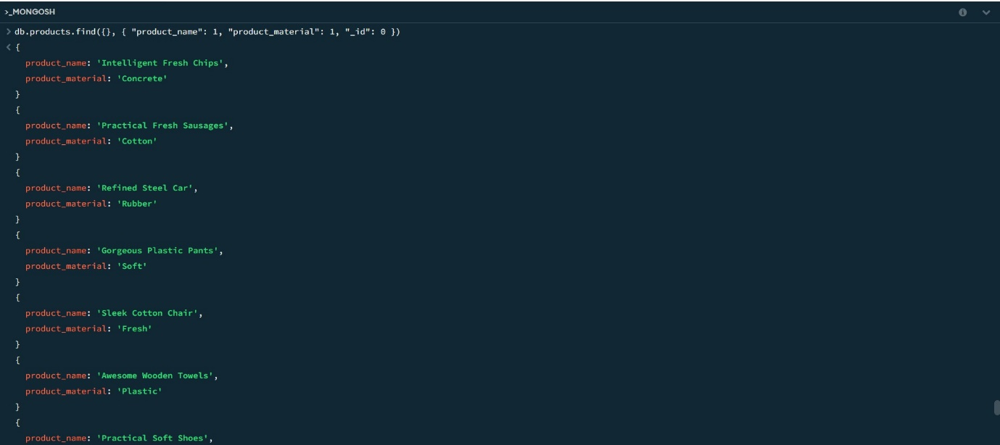 >_MONGOSH
> db.products.find({}, { "product_name": 1, "product_material": 1, "_id": 0 })
< {
product_name: 'Intelligent Fresh Chips',
product_material: 'Concrete'
}
{
product_name: 'Practical Fresh Sausages',
product_material: 'Cotton'
}
{
product_name: 'Refined Steel Car',
product_material: 'Rubber'
}
{
product_name: 'Gorgeous Plastic Pants',
product_material: 'Soft'
}
{
product_name: 'Sleek Cotton Chair',
product_material: 'Fresh'
}
{
product_name: 'Awesome Wooden Towels',
product_material: 'Plastic'
}
{
product_name: 'Practical Soft Shoes',